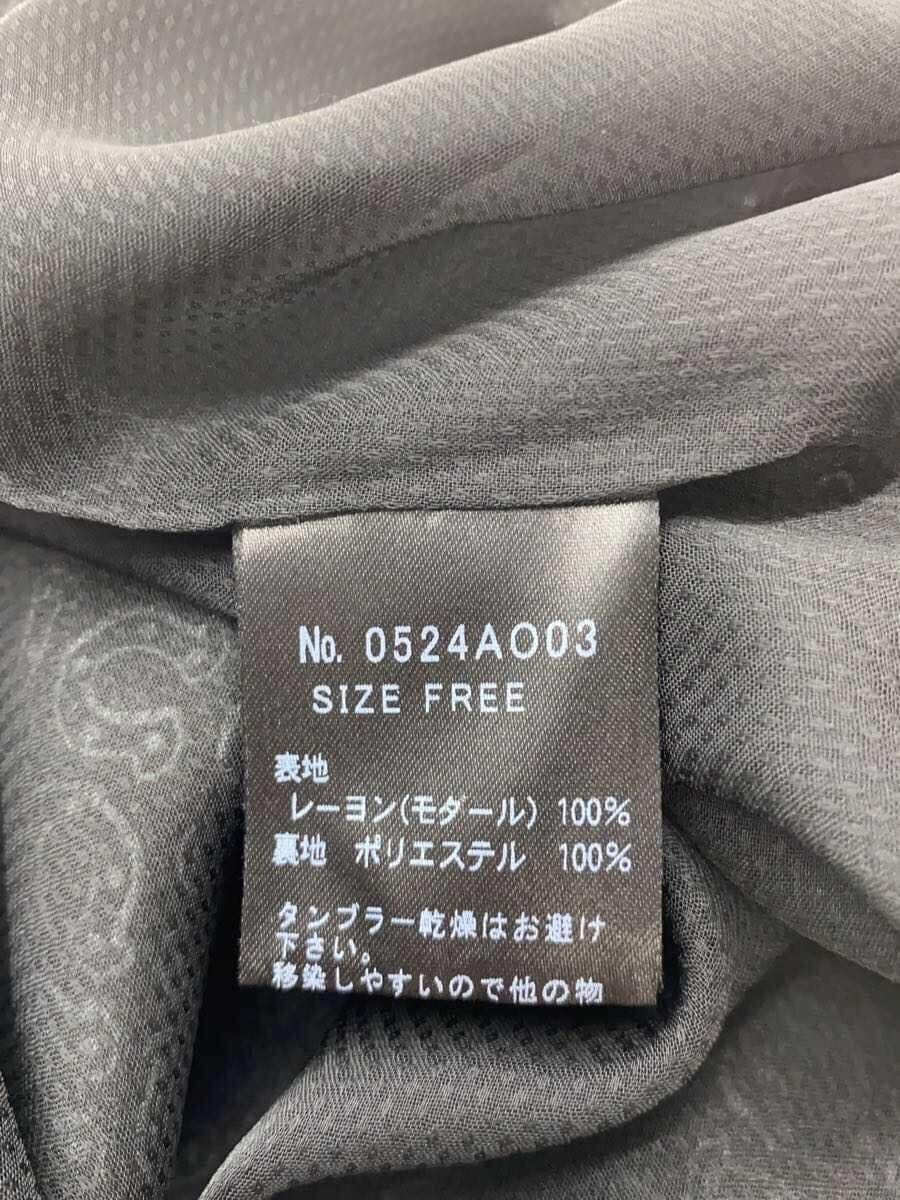 No. 0524AO03
SIZE FREE
表地
レーヨン(モダール) 100%
裏地 ポリエステル 100%
タンブラー乾燥はお避け
下さい。
移染しやすいので他の物